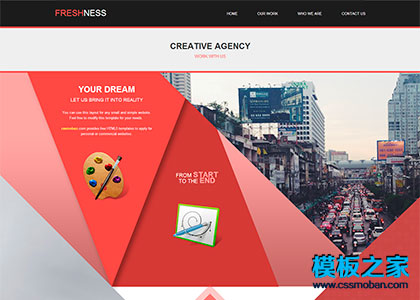 FRESHNESS
HOME OUR WORK WHO WE ARE CONTACT US
CREATIVE AGENCY
WORK WITH US
YOUR DREAM
LET US BRING IT INTO REALITY
You can use this layout for any small and simple website.
Feel free to modify this template for your needs.
provides free HTML5 templates to apply for
personal or commercial websites.
FROM START
TO THE END
模板之家
www.cssmoban.com